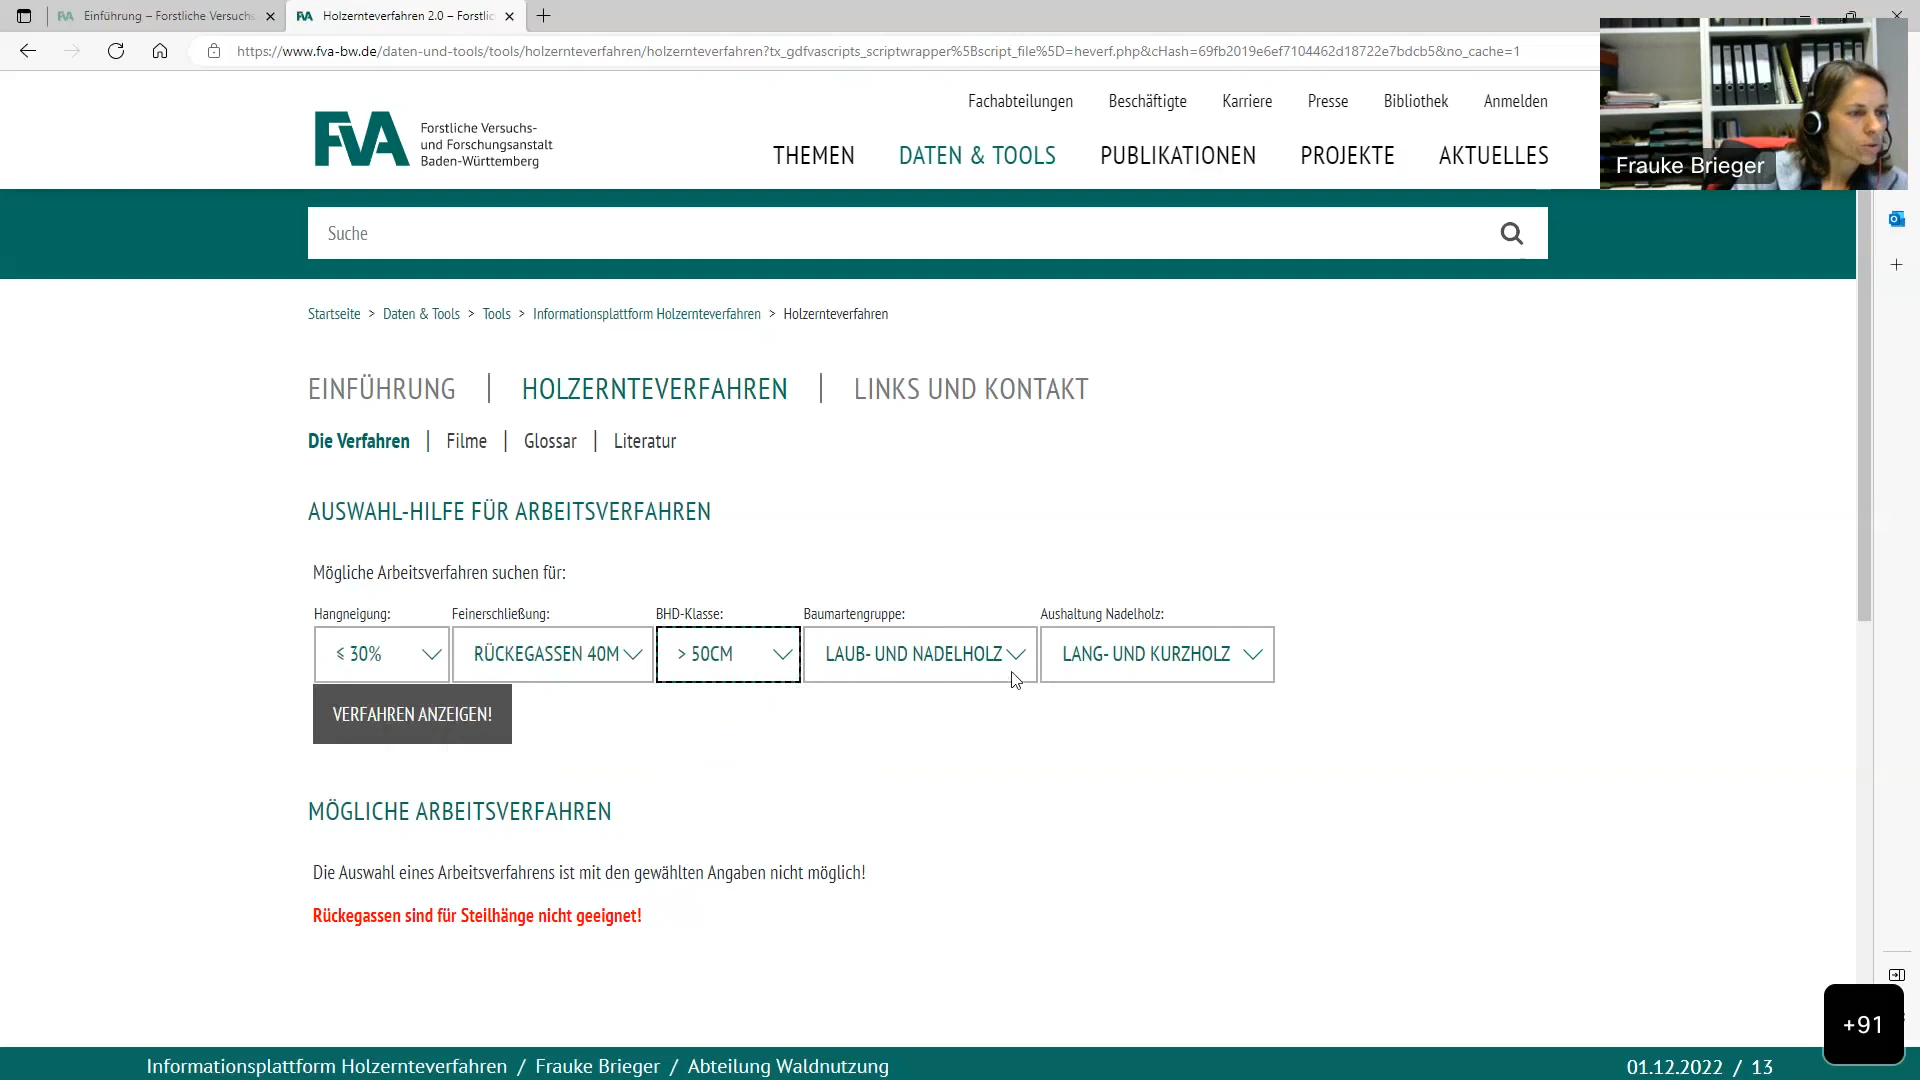 Einführung – Forstliche Versuchs
Holzernteverfahren 2.0 – Forstlic
https://www.fva-bw.de/daten-und-tools/tools/holzernteverfahren/holzernteverfahren?tx_gdfvascripts_scriptwrapper%5Bscript_file%5D=heverf.php&cHash=69fb2019e6ef7104462d18722e7bdcb5&no_cache=1
Fachabteilungen Beschäftigte Karriere Presse Bibliothek Anmelden
FVA
Forstliche Versuchs-
und Forschungsanstalt
Baden-Württemberg
THEMEN DATEN & TOOLS PUBLIKATIONEN PROJEKTE AKTUELLES
Frauke Brieger
Suche
Startseite > Daten & Tools > Tools > Informationsplattform Holzernteverfahren > Holzernteverfahren
EINFÜHRUNG | HOLZERNTEVERFAHREN | LINKS UND KONTAKT
Die Verfahren | Filme | Glossar | Literatur
AUSWAHL-HILFE FÜR ARBEITSVERFAHREN
Mögliche Arbeitsverfahren suchen für:
Hangneigung: Feinerschließung: BHD-Klasse: Baumartengruppe: Aushaltung Nadelholz:
≤ 30% RÜCKEGASSEN 40M > 50CM LAUB- UND NADELHOLZ LANG- UND KURZHOLZ
VERFAHREN ANZEIGEN!
MÖGLICHE ARBEITSVERFAHREN
Die Auswahl eines Arbeitsverfahrens ist mit den gewählten Angaben nicht möglich!
Rückegassen sind für Steilhänge nicht geeignet!
+91
Informationsplattform Holzernteverfahren / Frauke Brieger / Abteilung Waldnutzung
01.12.2022 / 13